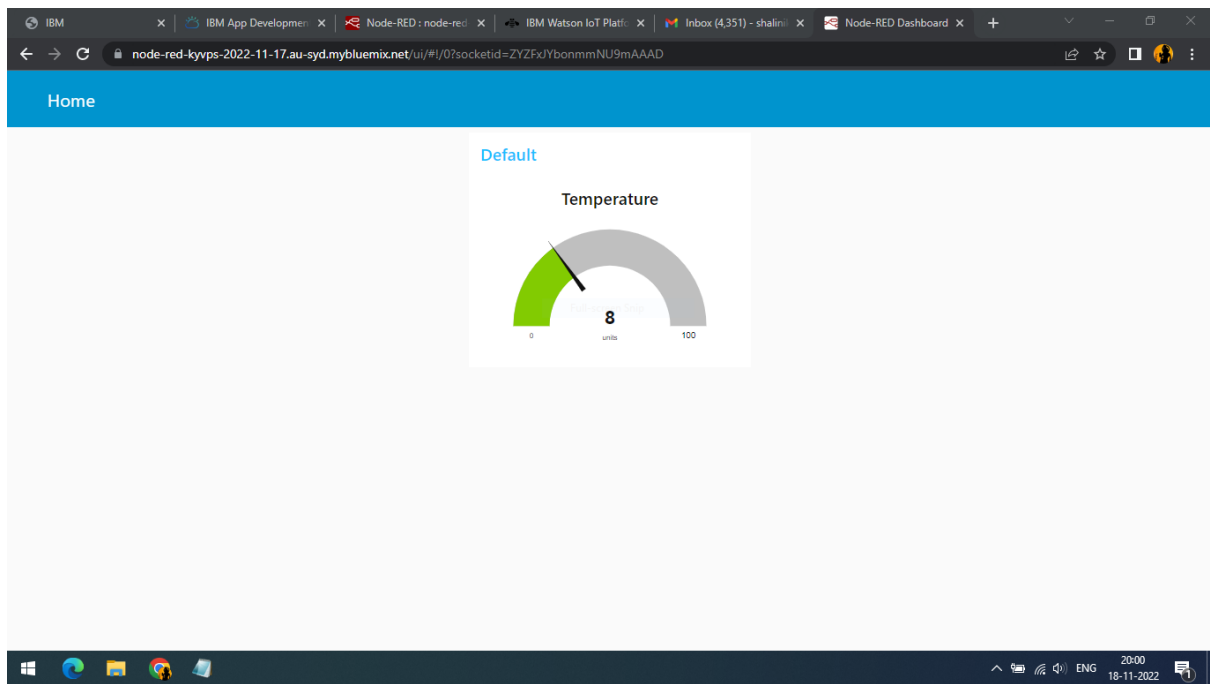 IBM
IBM App Developmen
Node-RED : node-red
IBM Watson IoT Platfo
Inbox (4,351) - shalinil
Node-RED Dashboard
node-red-kyvps-2022-11-17.au-syd.mybluemix.net/ui/#!/0?socketid=ZYZFxJYbonmmNU9mAAAD
Home
Default
Temperature
8
0
units
100
ENG
20:00
18-11-2022
1